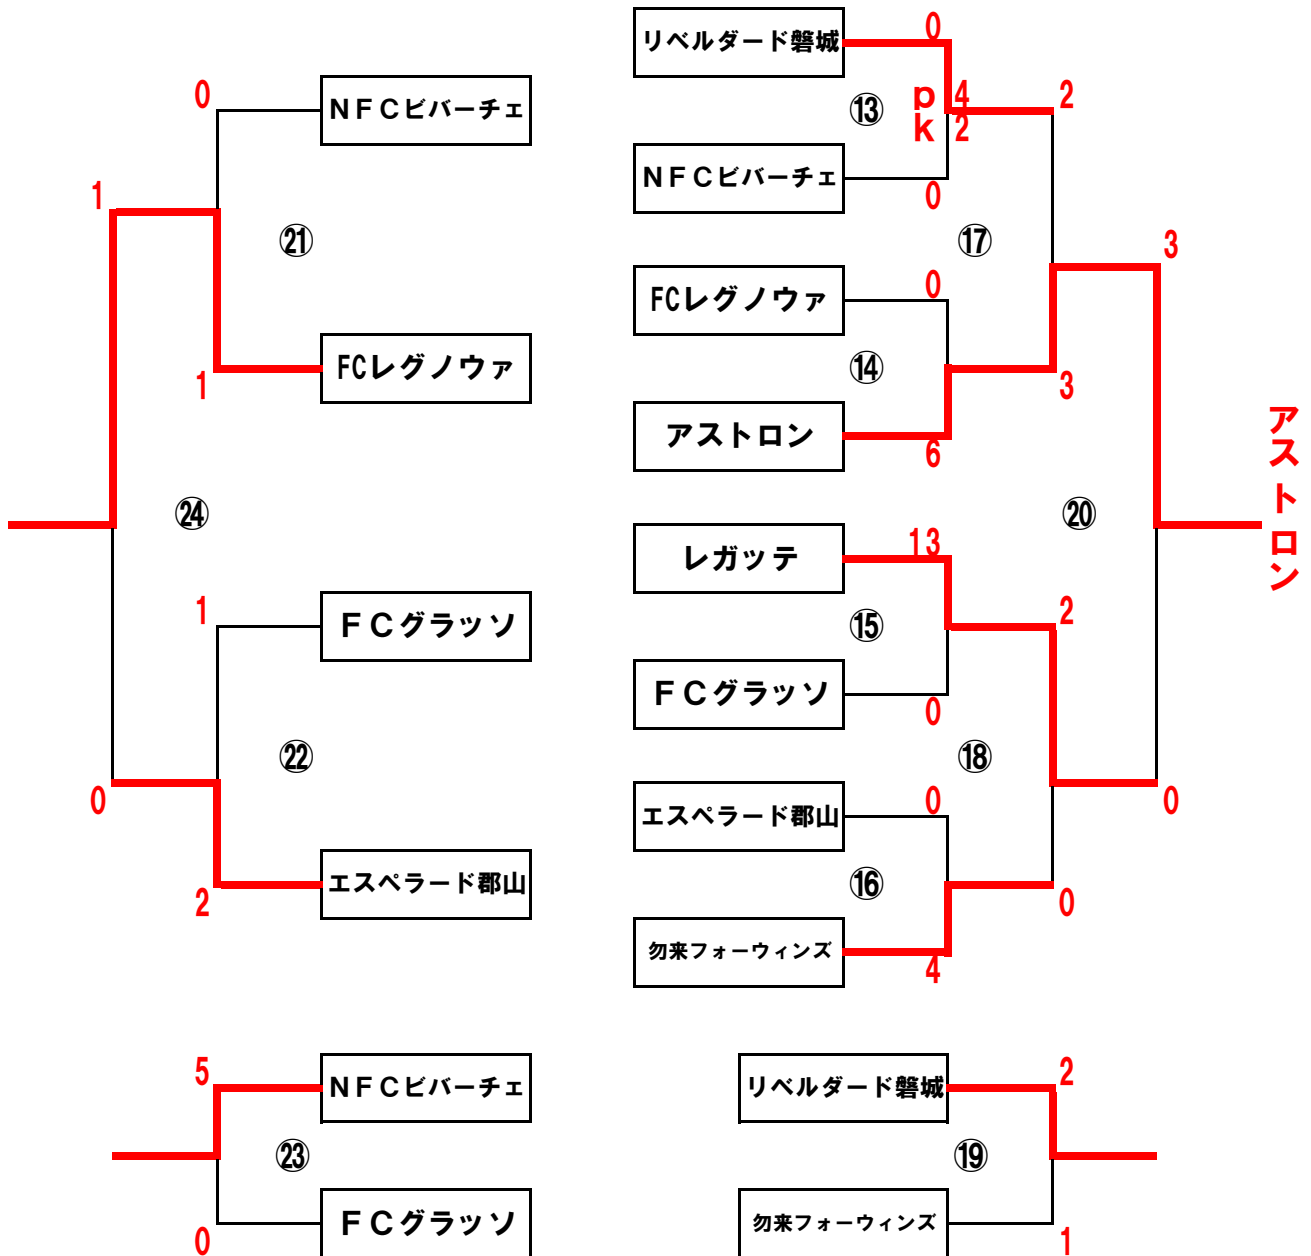 0
ＮＦＣビバーチェ
1
㉑
FCレグノウァ
1
㉔
1
ＦＣグラッソ
㉒
0
エスペラード郡山
2
5
ＮＦＣビバーチェ
㉓
ＦＣグラッソ
0
リベルダード磐城
0
⑬
pk
4
2
2
ＮＦＣビバーチェ
0
⑰
3
FCレグノウァ
0
⑭
3
アストロン
6
⑳
アストロン
レガッテ
13
⑮
2
ＦＣグラッソ
0
⑱
0
エスペラード郡山
0
⑯
0
勿来フォーウィンズ
4
リベルダード磐城
2
⑲
勿来フォーウィンズ
1